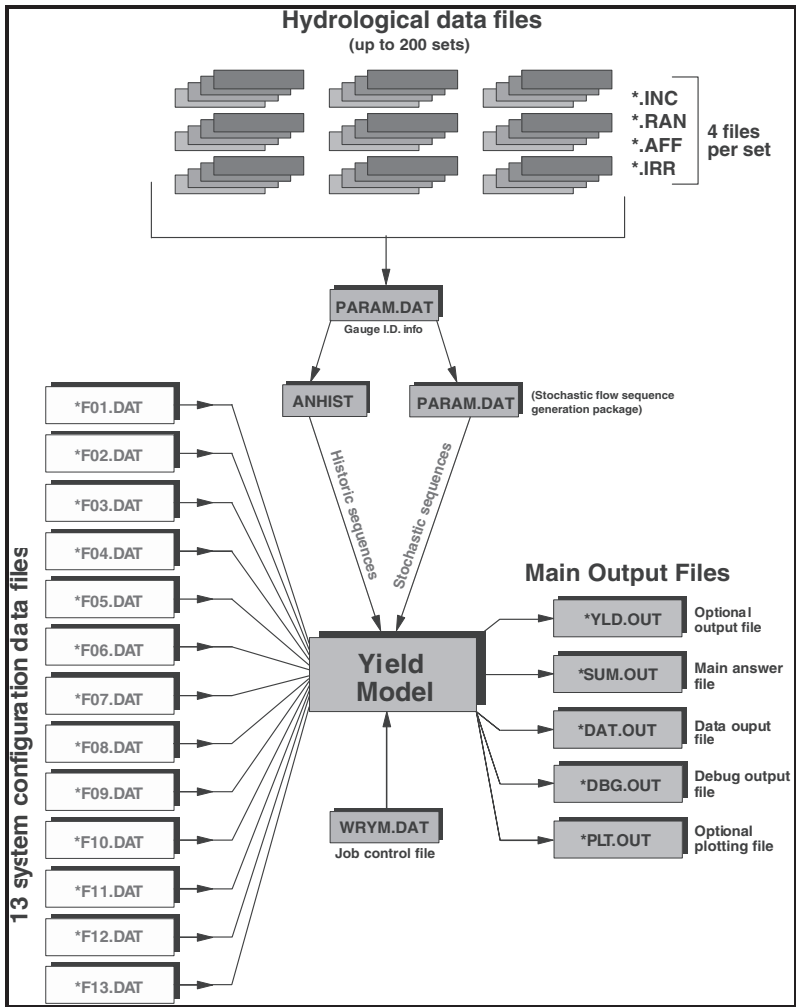 Hydrological data files
(up to 200 sets)
*.INC
*.RAN
*.AFF
*.IRR
4 files
per set
PARAM.DAT
Gauge I.D. info
ANHIST
PARAM.DAT
(Stochastic flow sequence
generation package)
Historic sequences
Stochastic sequences
13 system configuration data files
*F01.DAT
*F02.DAT
*F03.DAT
*F04.DAT
*F05.DAT
*F06.DAT
*F07.DAT
*F08.DAT
*F09.DAT
*F10.DAT
*F11.DAT
*F12.DAT
*F13.DAT
Yield
Model
WRYM.DAT
Job control file
Main Output Files
*YLD.OUT
Optional
output file
*SUM.OUT
Main answer
file
*DAT.OUT
Data ouput
file
*DBG.OUT
Debug output
file
*PLT.OUT
Optional
plotting file